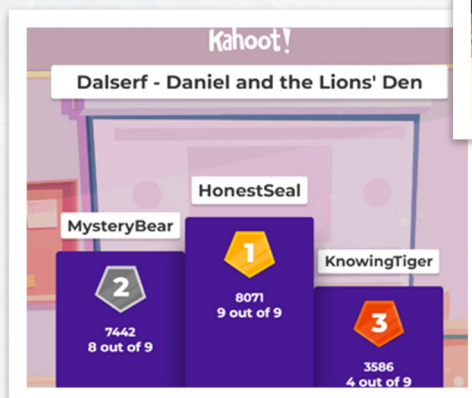 Kahoot!
Dalserf - Daniel and the Lions' Den
HonestSeal
MysteryBear
KnowingTiger
1
8071
9 out of 9
2
7442
8 out of 9
3
3586
4 out of 9